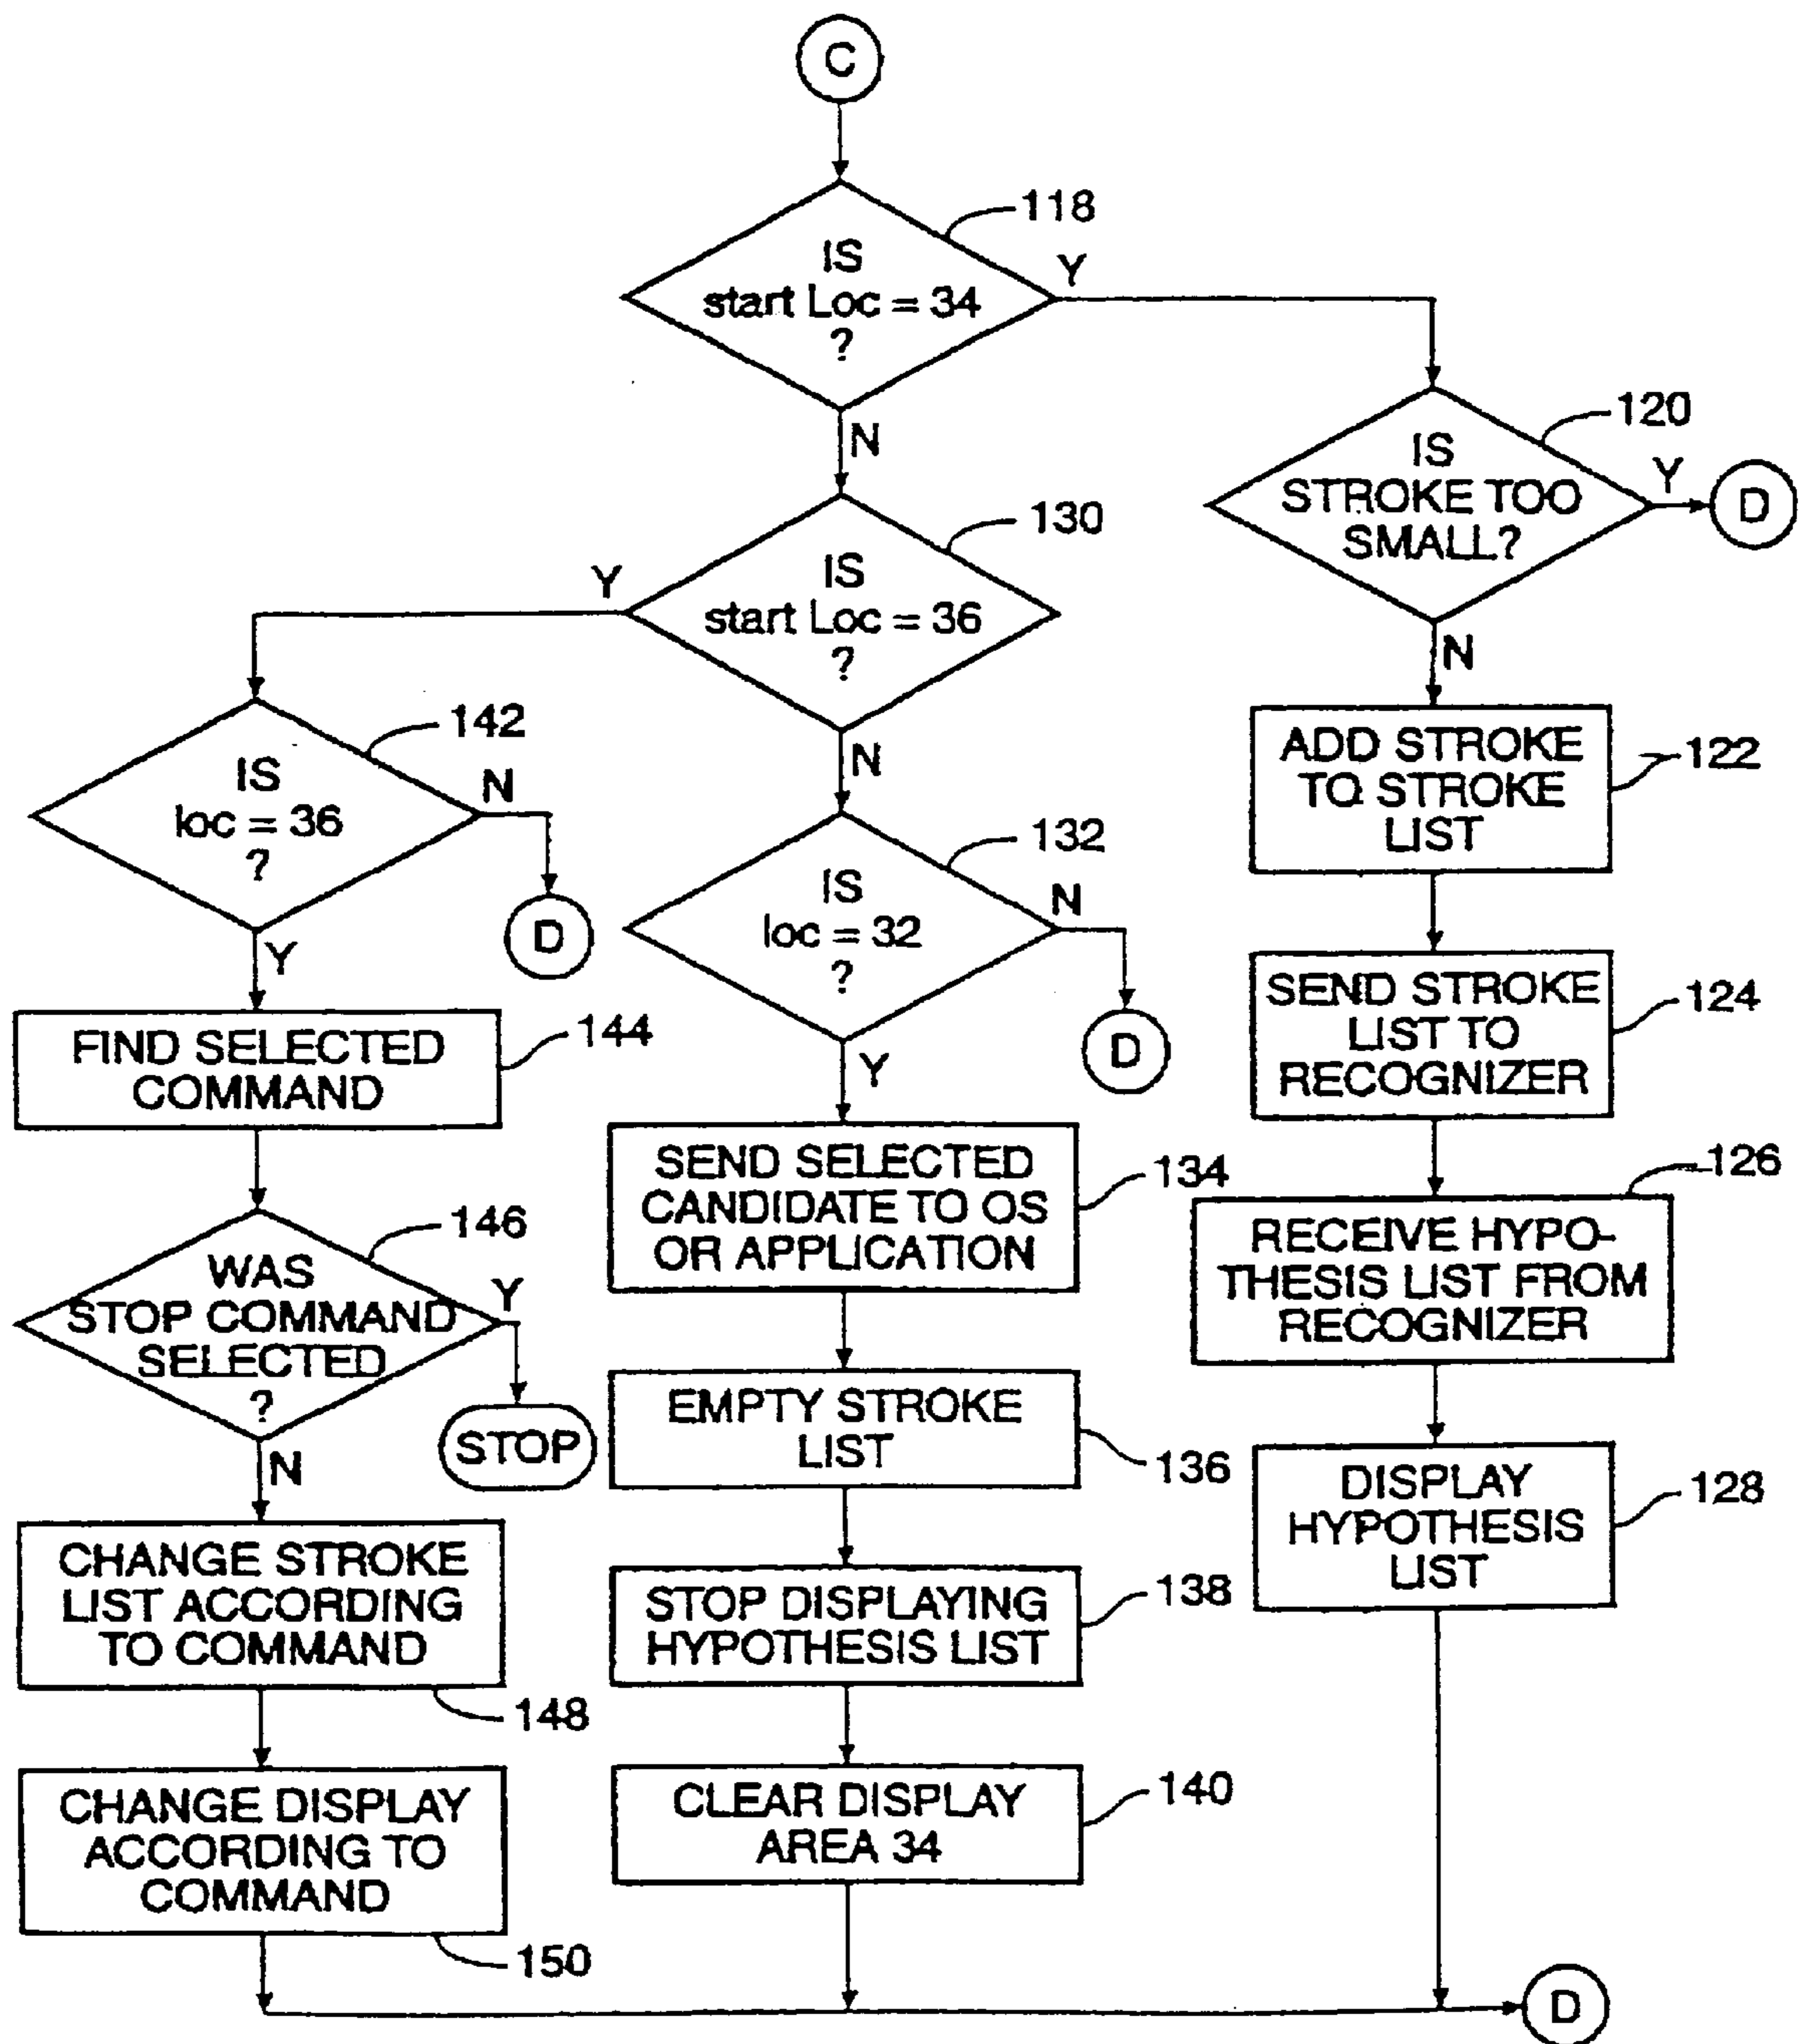 C
118
IS
start Loc = 34
?
Y
N
120
IS
STROKE TOO
SMALL?
Y
D
N
130
IS
start Loc = 36
?
Y
N
122
ADD STROKE
TO STROKE
LIST
142
IS
loc = 36
?
N
D
Y
132
IS
loc = 32
?
N
D
Y
124
SEND STROKE
LIST TO
RECOGNIZER
144
FIND SELECTED
COMMAND
134
SEND SELECTED
CANDIDATE TO OS
OR APPLICATION
126
RECEIVE HYPO-
THESIS LIST FROM
RECOGNIZER
146
WAS
STOP COMMAND
SELECTED
?
Y
STOP
N
EMPTY STROKE
LIST
136
DISPLAY
HYPOTHESIS
LIST
128
CHANGE STROKE
LIST ACCORDING
TO COMMAND
148
STOP DISPLAYING
HYPOTHESIS LIST
138
CHANGE DISPLAY
ACCORDING TO
COMMAND
150
CLEAR DISPLAY
AREA 34
140
D